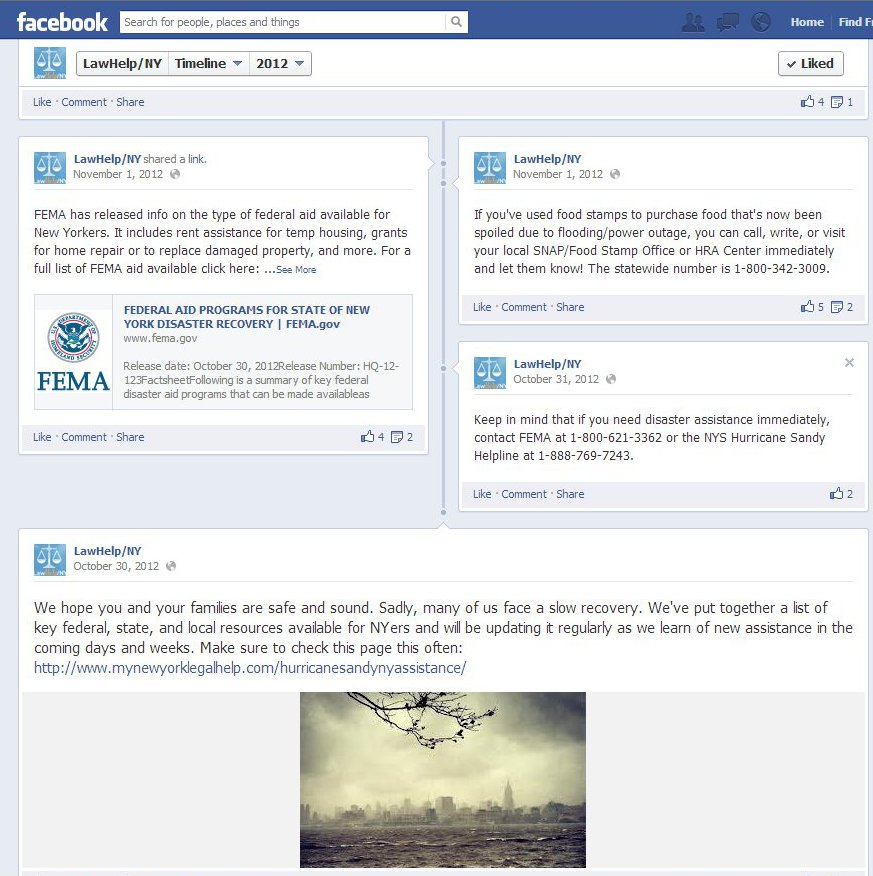 facebook
Search for people, places and things
Home
Find F
LawHelp/NY
Timeline
2012
✓ Liked
Like · Comment · Share
4 1
LawHelp/NY shared a link.
November 1, 2012
FEMA has released info on the type of federal aid available for
New Yorkers. It includes rent assistance for temp housing, grants
for home repair or to replace damaged property, and more. For a
full list of FEMA aid available click here: ...See More
FEMA
FEDERAL AID PROGRAMS FOR STATE OF NEW
YORK DISASTER RECOVERY | FEMA.gov
www.fema.gov
Release date: October 30, 2012Release Number: HQ-12-
123FactsheetFollowing is a summary of key federal
disaster aid programs that can be made availableas
Like · Comment · Share
4 2
LawHelp/NY
November 1, 2012
If you've used food stamps to purchase food that's now been
spoiled due to flooding/power outage, you can call, write, or visit
your local SNAP/Food Stamp Office or HRA Center immediately
and let them know! The statewide number is 1-800-342-3009.
Like · Comment · Share
5 2
LawHelp/NY
October 31, 2012
Keep in mind that if you need disaster assistance immediately,
contact FEMA at 1-800-621-3362 or the NYS Hurricane Sandy
Helpline at 1-888-769-7243.
Like · Comment · Share
2
LawHelp/NY
October 30, 2012
We hope you and your families are safe and sound. Sadly, many of us face a slow recovery. We've put together a list of
key federal, state, and local resources available for NYers and will be updating it regularly as we learn of new assistance in the
coming days and weeks. Make sure to check this page this often:
http://www.mynewyorklegalhelp.com/hurricanesandynyassistance/